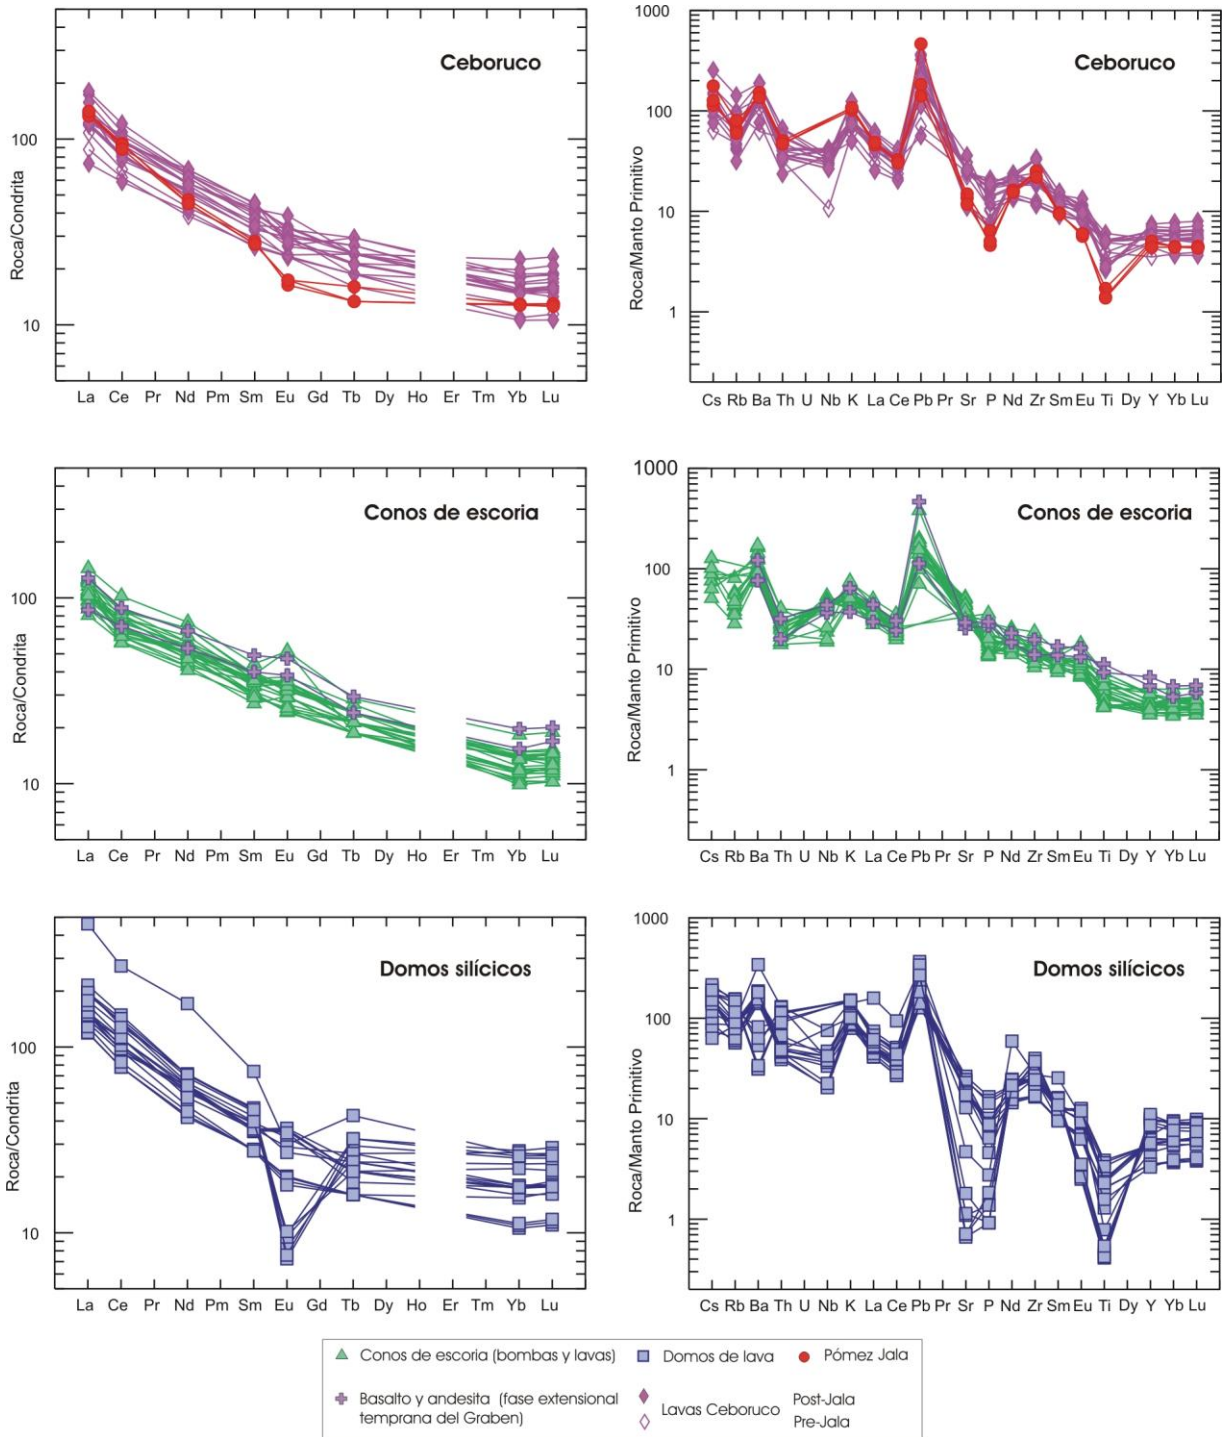 Ceboruco
Roca/Condrita
100
10
La Ce Pr Nd Pm Sm Eu Gd Tb Dy Ho Er Tm Yb Lu
Ceboruco
Roca/Manto Primitivo
1000
100
10
1
Cs Rb Ba Th U Nb K La Ce Pb Pr Sr P Nd Zr Sm Eu Ti Dy Y Yb Lu
Conos de escoria
Roca/Condrita
100
10
La Ce Pr Nd Pm Sm Eu Gd Tb Dy Ho Er Tm Yb Lu
Conos de escoria
Roca/Manto Primitivo
1000
100
10
1
Cs Rb Ba Th U Nb K La Ce Pb Pr Sr P Nd Zr Sm Eu Ti Dy Y Yb Lu
Domos silícicos
Roca/Condrita
100
10
La Ce Pr Nd Pm Sm Eu Gd Tb Dy Ho Er Tm Yb Lu
Domos silícicos
Roca/Manto Primitivo
1000
100
10
1
Cs Rb Ba Th U Nb K La Ce Pb Pr Sr P Nd Zr Sm Eu Ti Dy Y Yb Lu
Conos de escoria (bombas y lavas)
Domos de lava
Pómez Jala
Basalto y andesita (fase extensional
temprana del Graben)
Lavas Ceboruco
Post-Jala
Pre-Jala